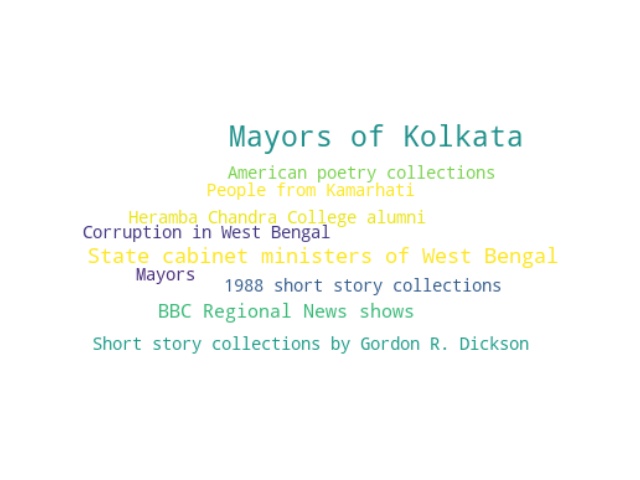 Mayors of Kolkata
American poetry collections
People from Kamarhati
Heramba Chandra College alumni
Corruption in West Bengal
State cabinet ministers of West Bengal
Mayors
1988 short story collections
BBC Regional News shows
Short story collections by Gordon R. Dickson